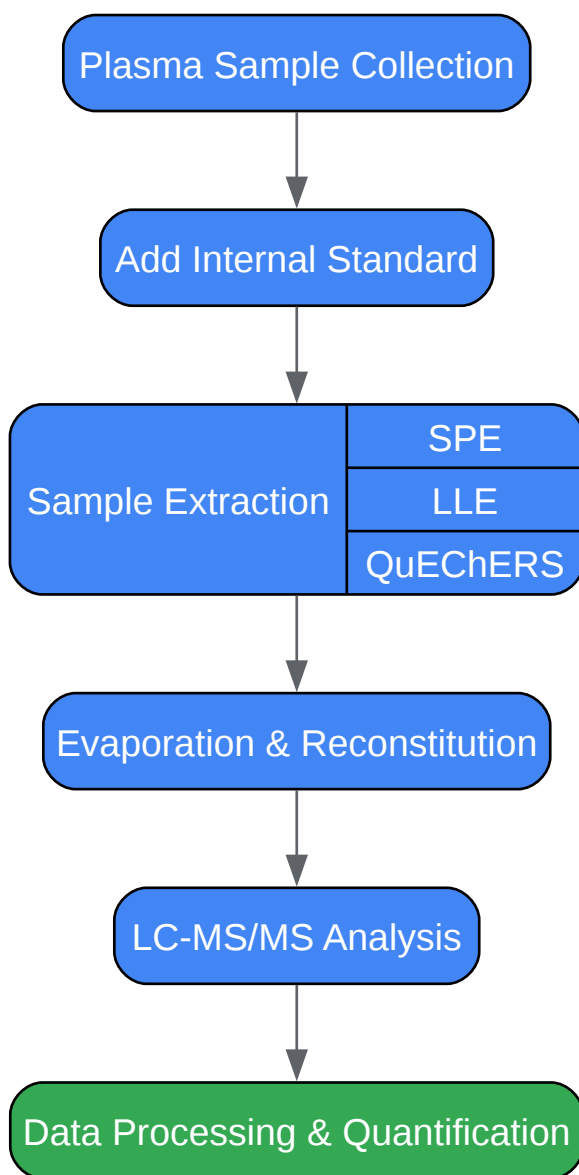 Plasma Sample Collection
Add Internal Standard
Sample Extraction
SPE
LLE
QuEChERS
Evaporation & Reconstitution
LC-MS/MS Analysis
Data Processing & Quantification